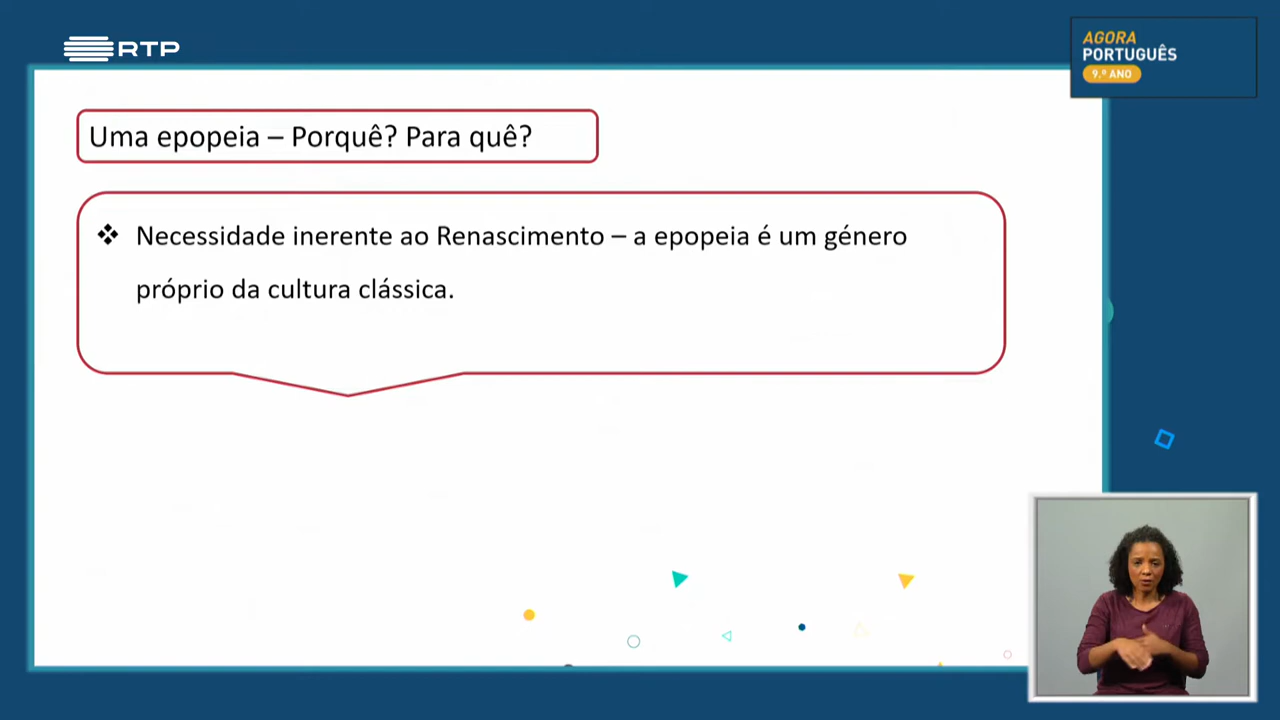 RTP
AGORA
PORTUGUÊS
9.º ANO
Uma epopeia – Porquê? Para quê?
❖ Necessidade inerente ao Renascimento – a epopeia é um género
próprio da cultura clássica.